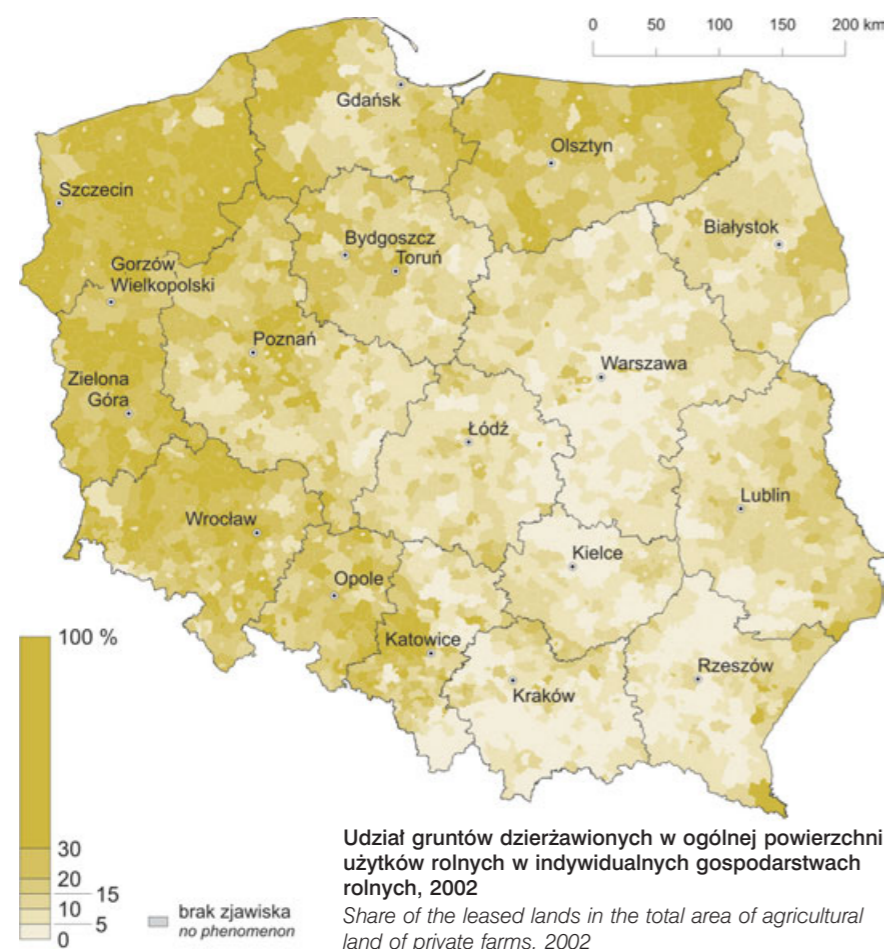 0 50 100 150 200 km
Gdańsk
Olsztyn
Szczecin
Białystok
Bydgoszcz
Toruń
Gorzów
Wielkopolski
Poznań
Warszawa
Zielona
Góra
Łódź
Lublin
Wrocław
Kielce
Opole
Katowice
Rzeszów
Kraków
100 %
30
20
15
10
5
0
brak zjawiska
no phenomenon
Udział gruntów dzierżawionych w ogólnej powierzchni
użytków rolnych w indywidualnych gospodarstwach
rolnych, 2002
Share of the leased lands in the total area of agricultural
land of private farms, 2002